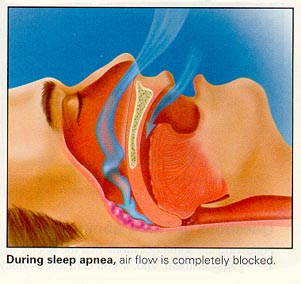 During sleep apnea, air flow is completely blocked.